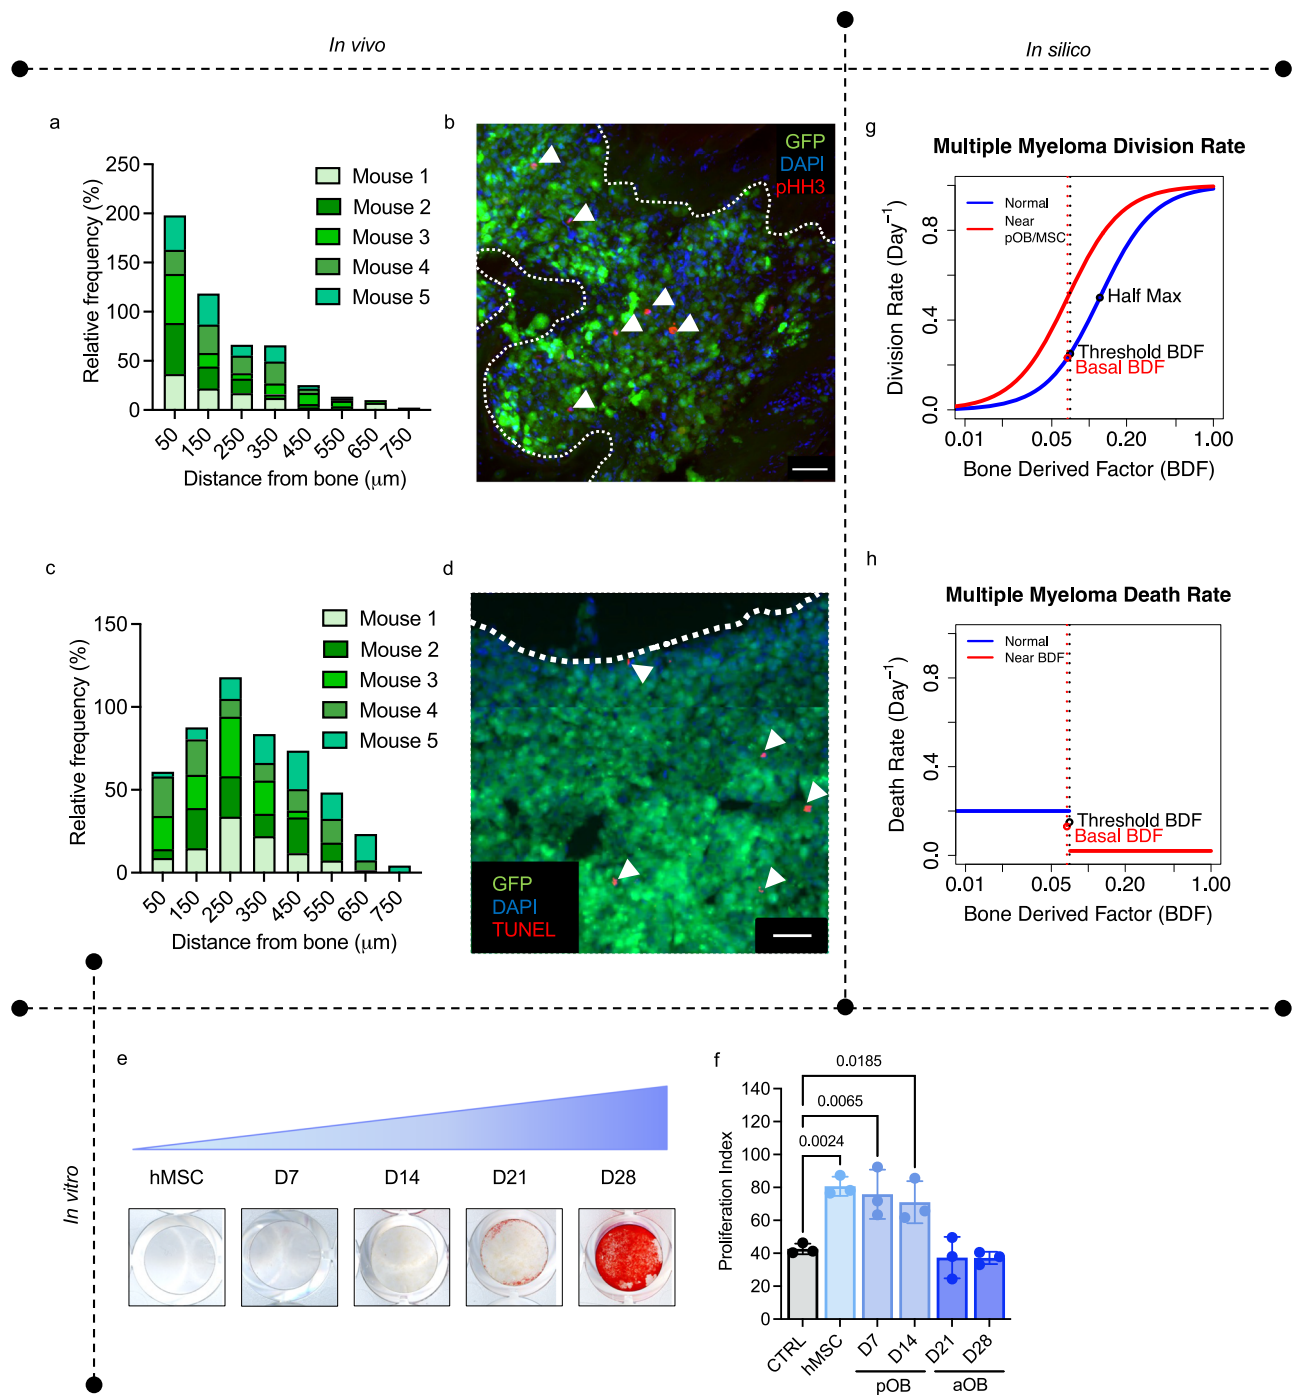 In vivo
In silico
a
250
200
150
100
50
0
Relative frequency (%)
Mouse 1
Mouse 2
Mouse 3
Mouse 4
Mouse 5
50
150
250
350
450
550
650
750
Distance from bone (μm)
b
GFP
DAPI
pHH3
g
Multiple Myeloma Division Rate
Normal
Near
pOB/MSC
Half Max
Threshold BDF
Basal BDF
0.8
0.4
0.0
Division Rate (Day⁻¹)
0.01
0.05
0.20
1.00
Bone Derived Factor (BDF)
c
150
100
50
0
Relative frequency (%)
Mouse 1
Mouse 2
Mouse 3
Mouse 4
Mouse 5
50
150
250
350
450
550
650
750
Distance from bone (μm)
d
GFP
DAPI
TUNEL
h
Multiple Myeloma Death Rate
Normal
Near BDF
Threshold BDF
Basal BDF
0.8
0.4
0.0
Death Rate (Day⁻¹)
0.01
0.05
0.20
1.00
Bone Derived Factor (BDF)
In vitro
e
hMSC
D7
D14
D21
D28
f
0.0185
0.0065
0.0024
140
120
100
80
60
40
20
0
Proliferation Index
CTRL
hMSC
D7
D14
D21
D28
pOB
aOB